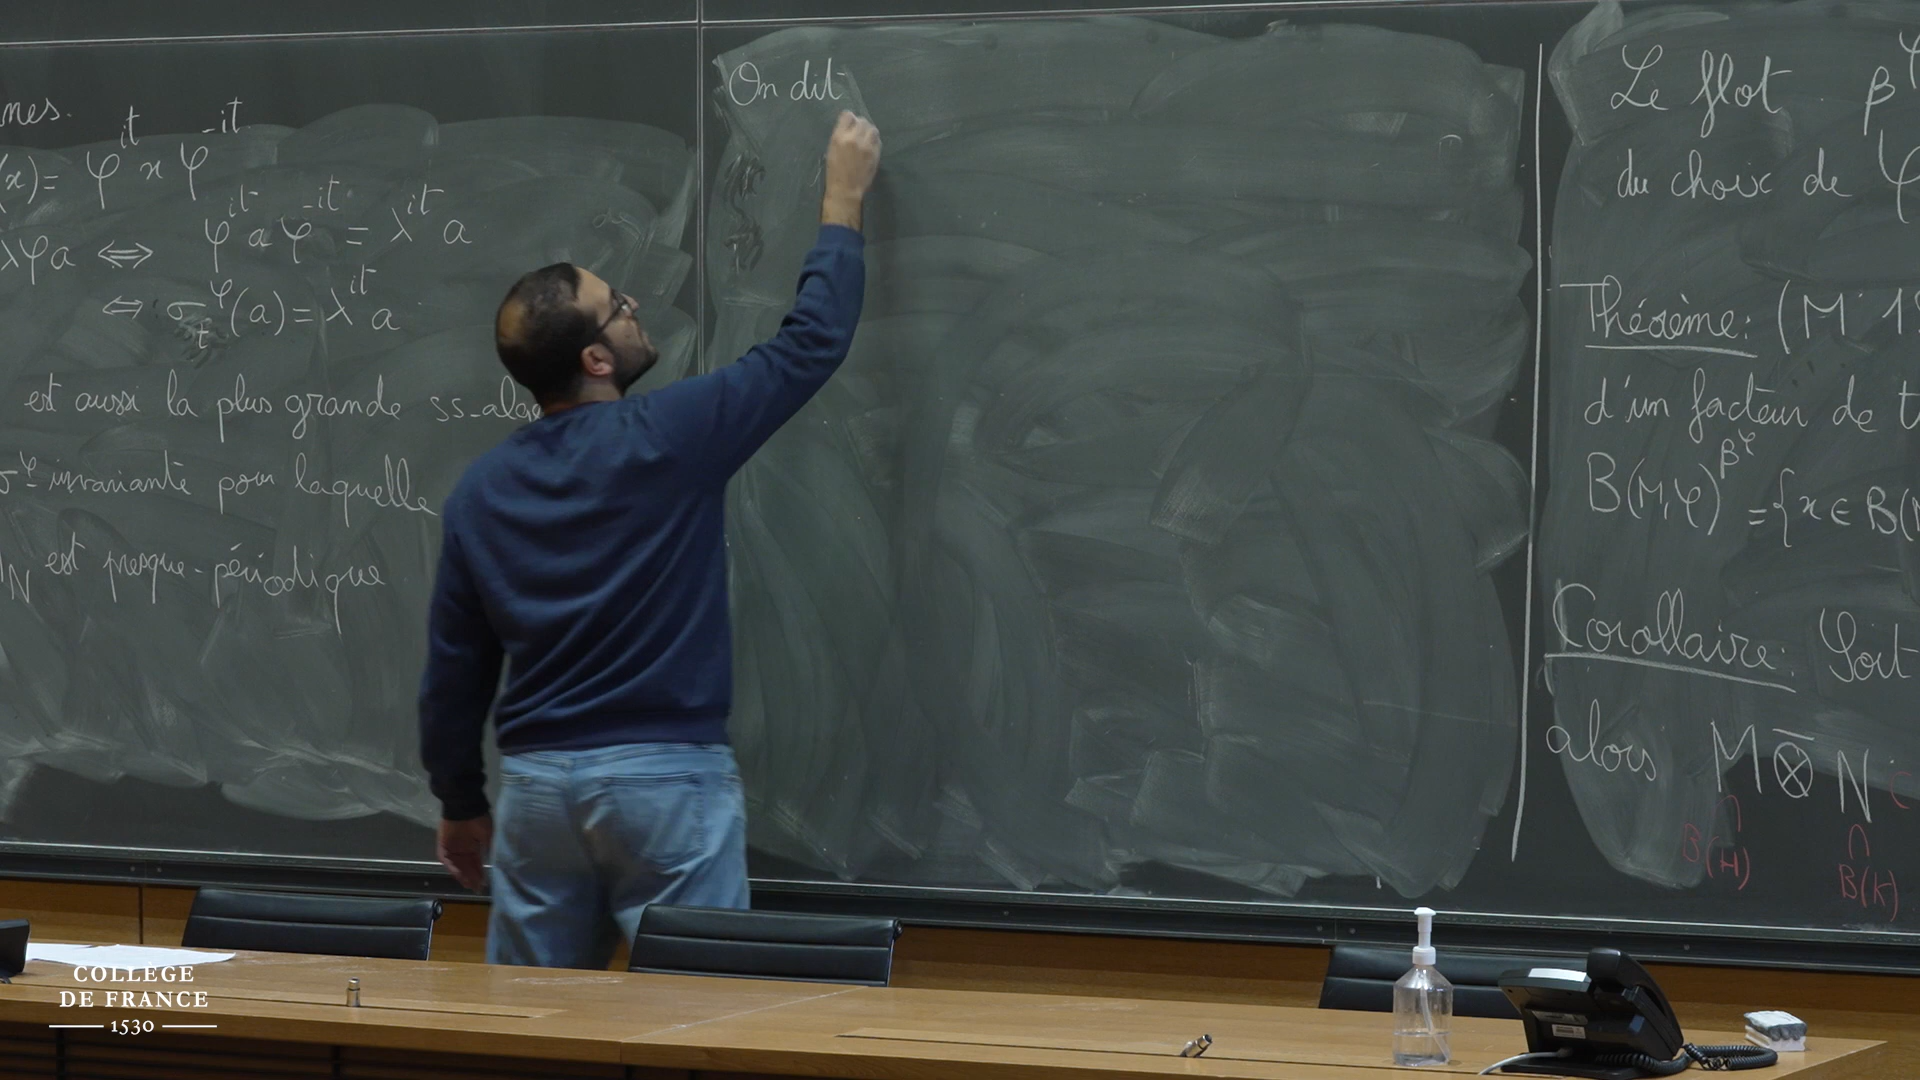 nes.
(x) = φ^{it} x φ^{-it}
λφa ⇔ φ^{it} a φ^{-it} = λ^{it} a
⇔ σ_t^φ(a) = λ^{it} a
est aussi la plus grande ss-alg
σ^φ invariante pour laquelle
est presque-périodique
On dit
Le flot β^φ
du choix de φ
Théorème: (M 1
d'un facteur de t
B(M,φ)^{β^φ} = {x ∈ B(M
Corollaire: Soit
alors M ⊗̄ N
∩ ∩
B(H) B(K)
COLLÈGE
DE FRANCE
1530